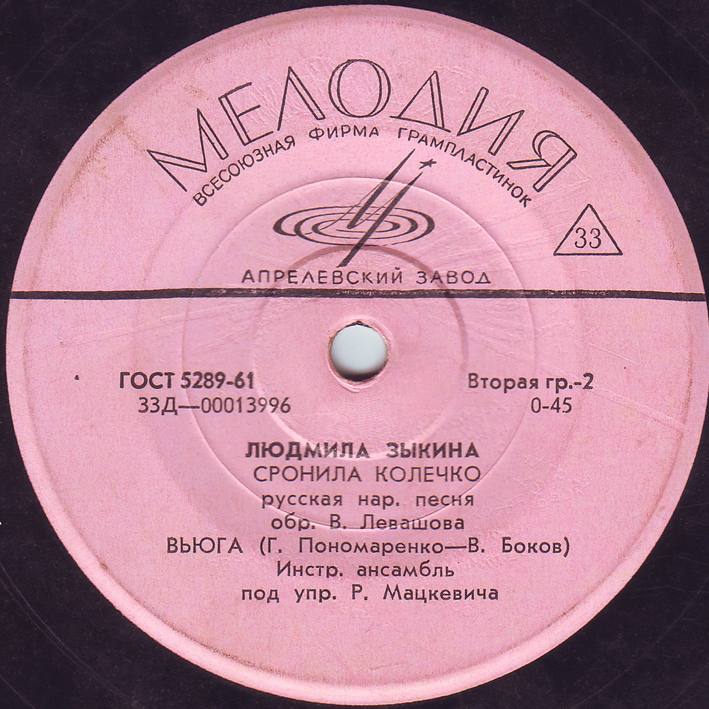 МЕЛОДИЯ
ВСЕСОЮЗНАЯ ФИРМА ГРАМПЛАСТИНОК
33
АПРЕЛЕВСКИЙ ЗАВОД
ГОСТ 5289-61 Вторая гр.-2
33Д—00013996 0-45
ЛЮДМИЛА ЗЫКИНА
СРОНИЛА КОЛЕЧКО
русская нар. песня
обр. В. Левашова
ВЬЮГА (Г. Пономаренко—В. Боков)
Инстр. ансамбль
под упр. Р. Мацкевича